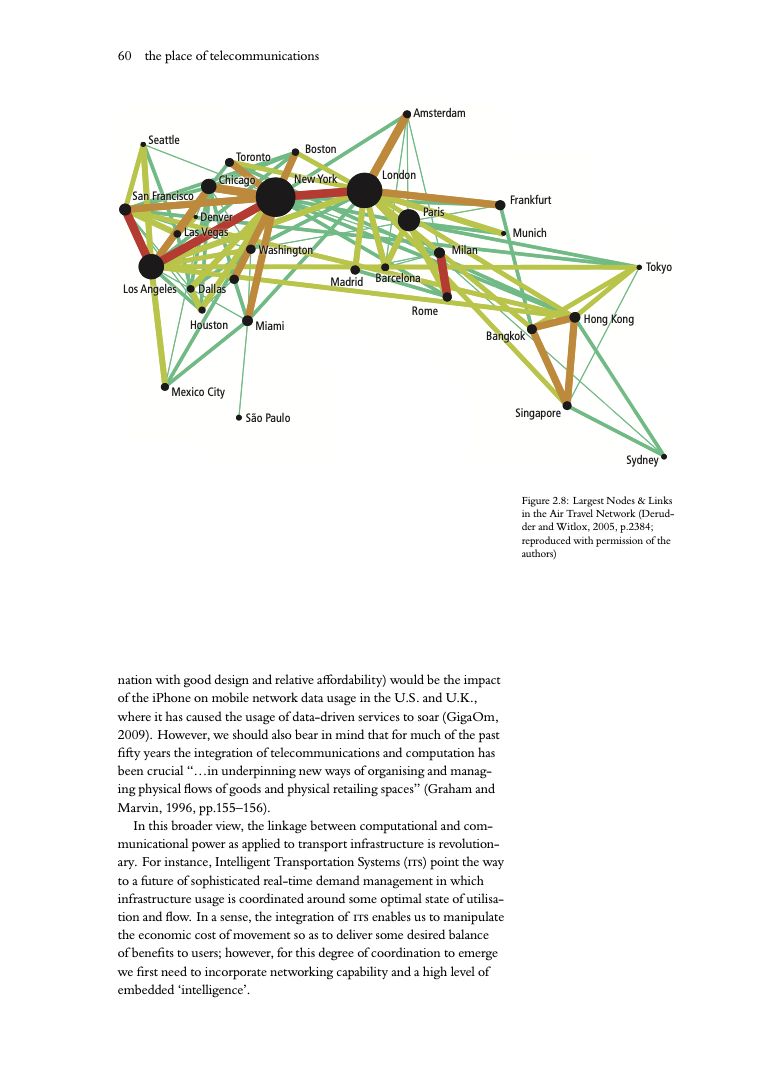 60 the place of telecommunications
Amsterdam
Seattle
Boston
Toronto
London
Chicago
New York
San Francisco
Frankfurt
Paris
Denver
Las Vegas
Munich
Washington
Milan
Tokyo
Barcelona
Madrid
Los Angeles
Dallas
Rome
Hong Kong
Houston
Miami
Bangkok
Mexico City
Singapore
São Paulo
Sydney
Figure 2.8: Largest Nodes & Links
in the Air Travel Network (Derud-
der and Witlox, 2005, p.2384;
reproduced with permission of the
authors)
nation with good design and relative affordability) would be the impact
of the iPhone on mobile network data usage in the U.S. and U.K.,
where it has caused the usage of data-driven services to soar (GigaOm,
2009). However, we should also bear in mind that for much of the past
fifty years the integration of telecommunications and computation has
been crucial “…in underpinning new ways of organising and manag-
ing physical flows of goods and physical retailing spaces” (Graham and
Marvin, 1996, pp.155–156).
In this broader view, the linkage between computational and com-
municational power as applied to transport infrastructure is revolution-
ary. For instance, Intelligent Transportation Systems (ITS) point the way
to a future of sophisticated real-time demand management in which
infrastructure usage is coordinated around some optimal state of utilisa-
tion and flow. In a sense, the integration of ITS enables us to manipulate
the economic cost of movement so as to deliver some desired balance
of benefits to users; however, for this degree of coordination to emerge
we first need to incorporate networking capability and a high level of
embedded ‘intelligence’.